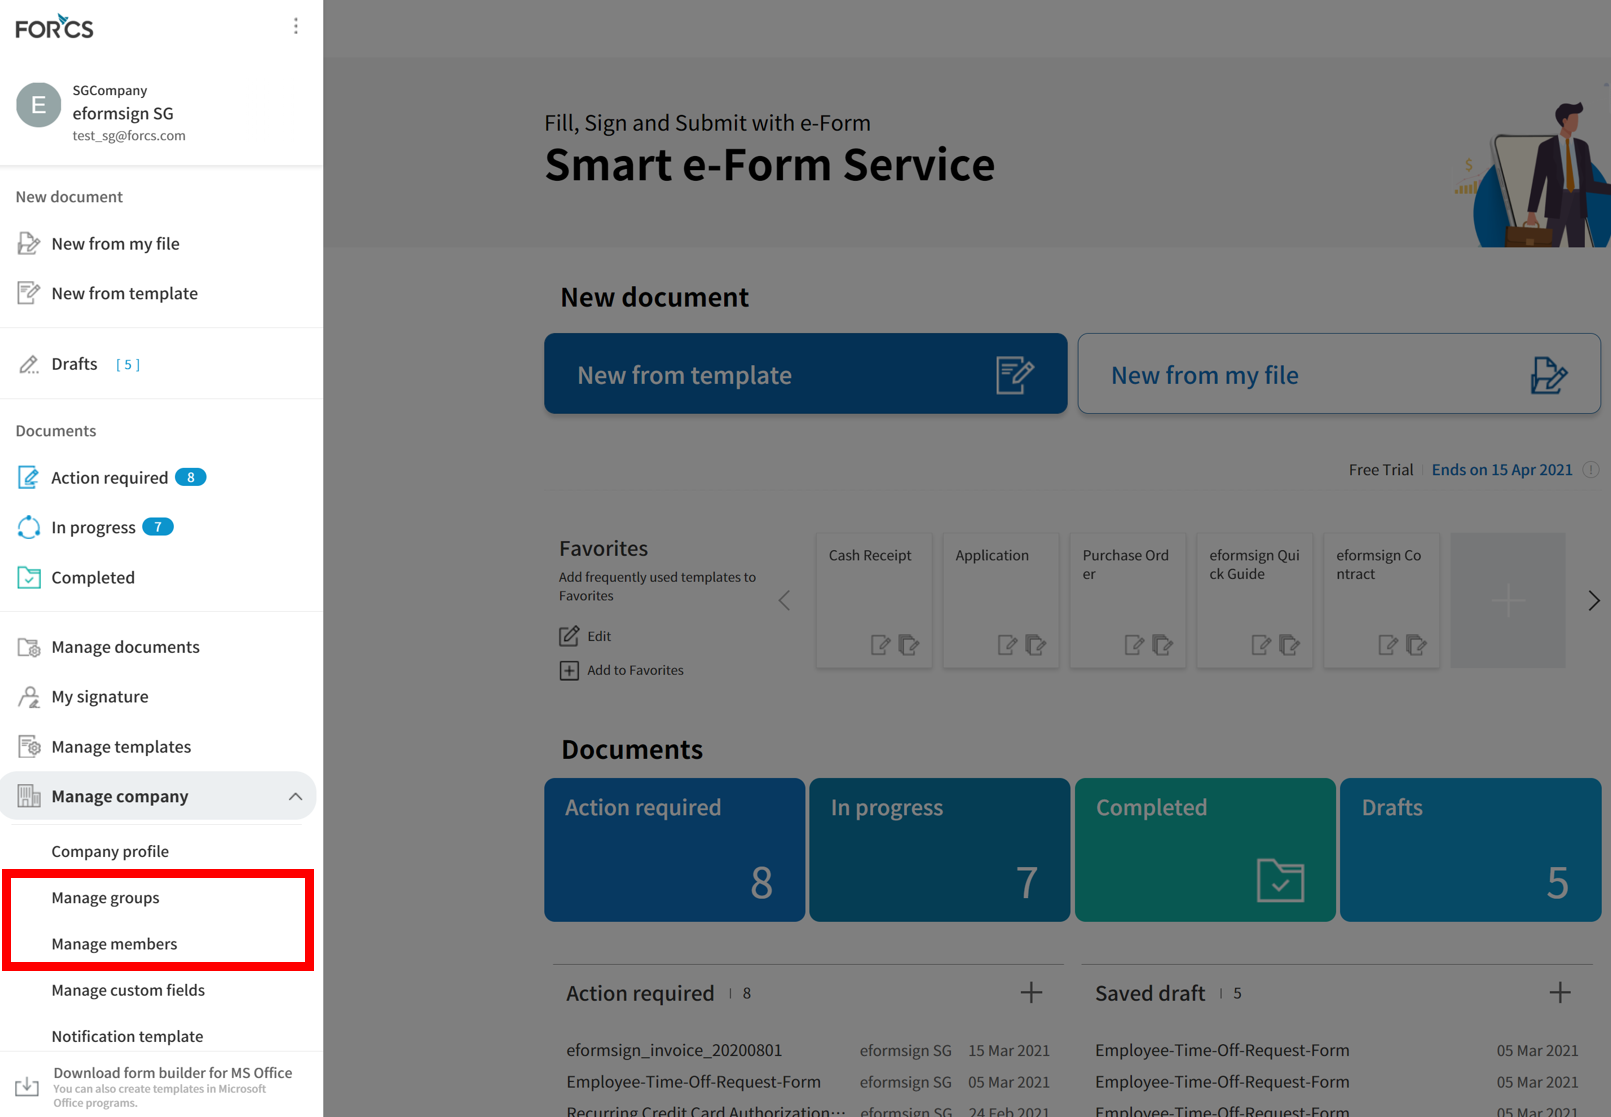 FORCS
E
SGCompany
eformsign SG
test_sg@forcs.com
New document
New from my file
New from template
Drafts [ 5 ]
Documents
Action required 8
In progress 7
Completed
Manage documents
My signature
Manage templates
Manage company
Company profile
Manage groups
Manage members
Manage custom fields
Notification template
Download form builder for MS Office
You can also create templates in Microsoft
Office programs.
Fill, Sign and Submit with e-Form
Smart e-Form Service
$
New document
New from template
New from my file
Free Trial | Ends on 15 Apr 2021
Favorites
Add frequently used templates to
Favorites
Edit
Add to Favorites
Cash Receipt
Application
Purchase Ord
er
eformsign Qui
ck Guide
eformsign Co
ntract
Documents
Action required
8
In progress
7
Completed
Drafts
5
Action required | 8
eformsign_invoice_20200801 eformsign SG 15 Mar 2021
Employee-Time-Off-Request-Form eformsign SG 05 Mar 2021
Recurring Credit Card Authorization··· eformsign SG 24 Feb 2021
Saved draft | 5
Employee-Time-Off-Request-Form 05 Mar 2021
Employee-Time-Off-Request-Form 05 Mar 2021
Employee-Time-Off-Request-Form 05 Mar 2021